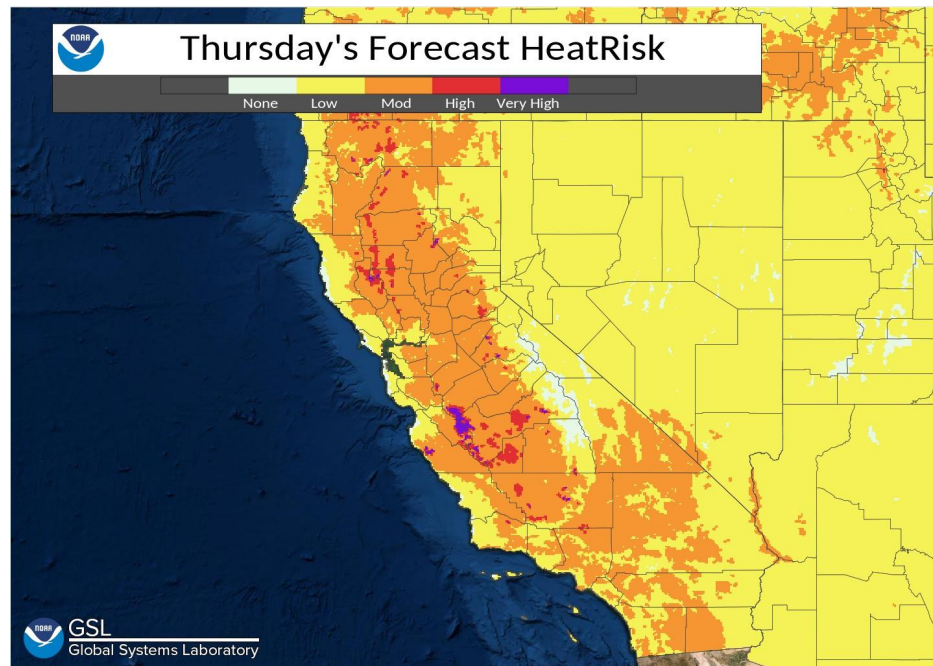 NOAA
Thursday's Forecast HeatRisk
None Low Mod High Very High
NOAA
GSL
Global Systems Laboratory